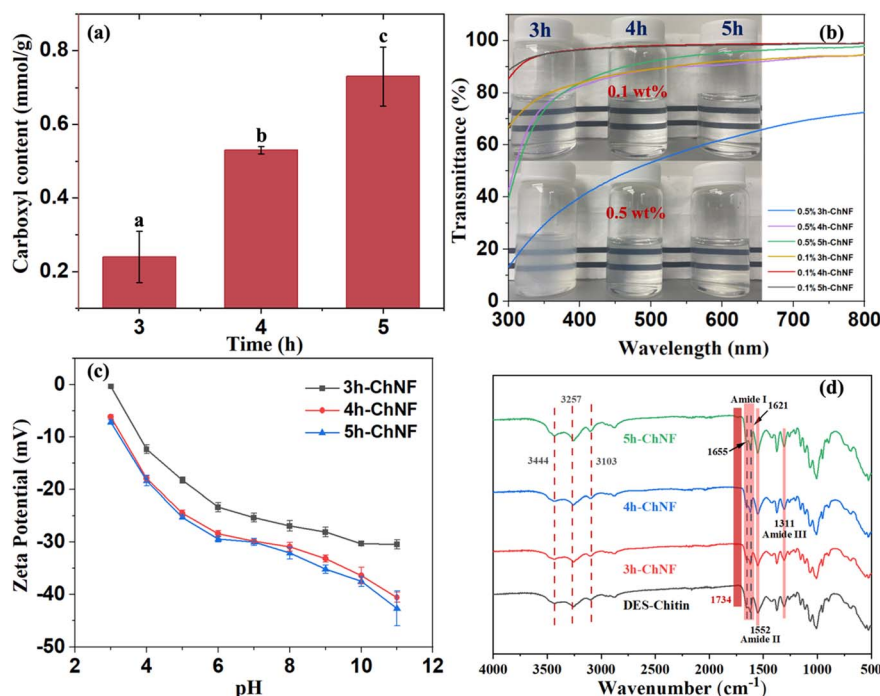 (a)
Carboxyl content (mmol/g)
0.8
0.6
0.4
0.2
a
b
c
3
4
5
Time (h)
(b)
3h
4h
5h
0.1 wt%
0.5 wt%
Transmittance (%)
100
80
60
40
20
0
0.5% 3h-ChNF
0.5% 4h-ChNF
0.5% 5h-ChNF
0.1% 3h-ChNF
0.1% 4h-ChNF
0.1% 5h-ChNF
300
400
500
600
700
800
Wavelength (nm)
(c)
Zeta Potential (mV)
0
-10
-20
-30
-40
-50
3h-ChNF
4h-ChNF
5h-ChNF
2
4
6
8
10
12
pH
(d)
3257
Amide I
1621
5h-ChNF
1655
3444
3103
4h-ChNF
1311
Amide III
3h-ChNF
1734
DES-Chitin
1552
Amide II
4000
3500
3000
2500
2000
1500
1000
500
Wavenumber (cm⁻¹)